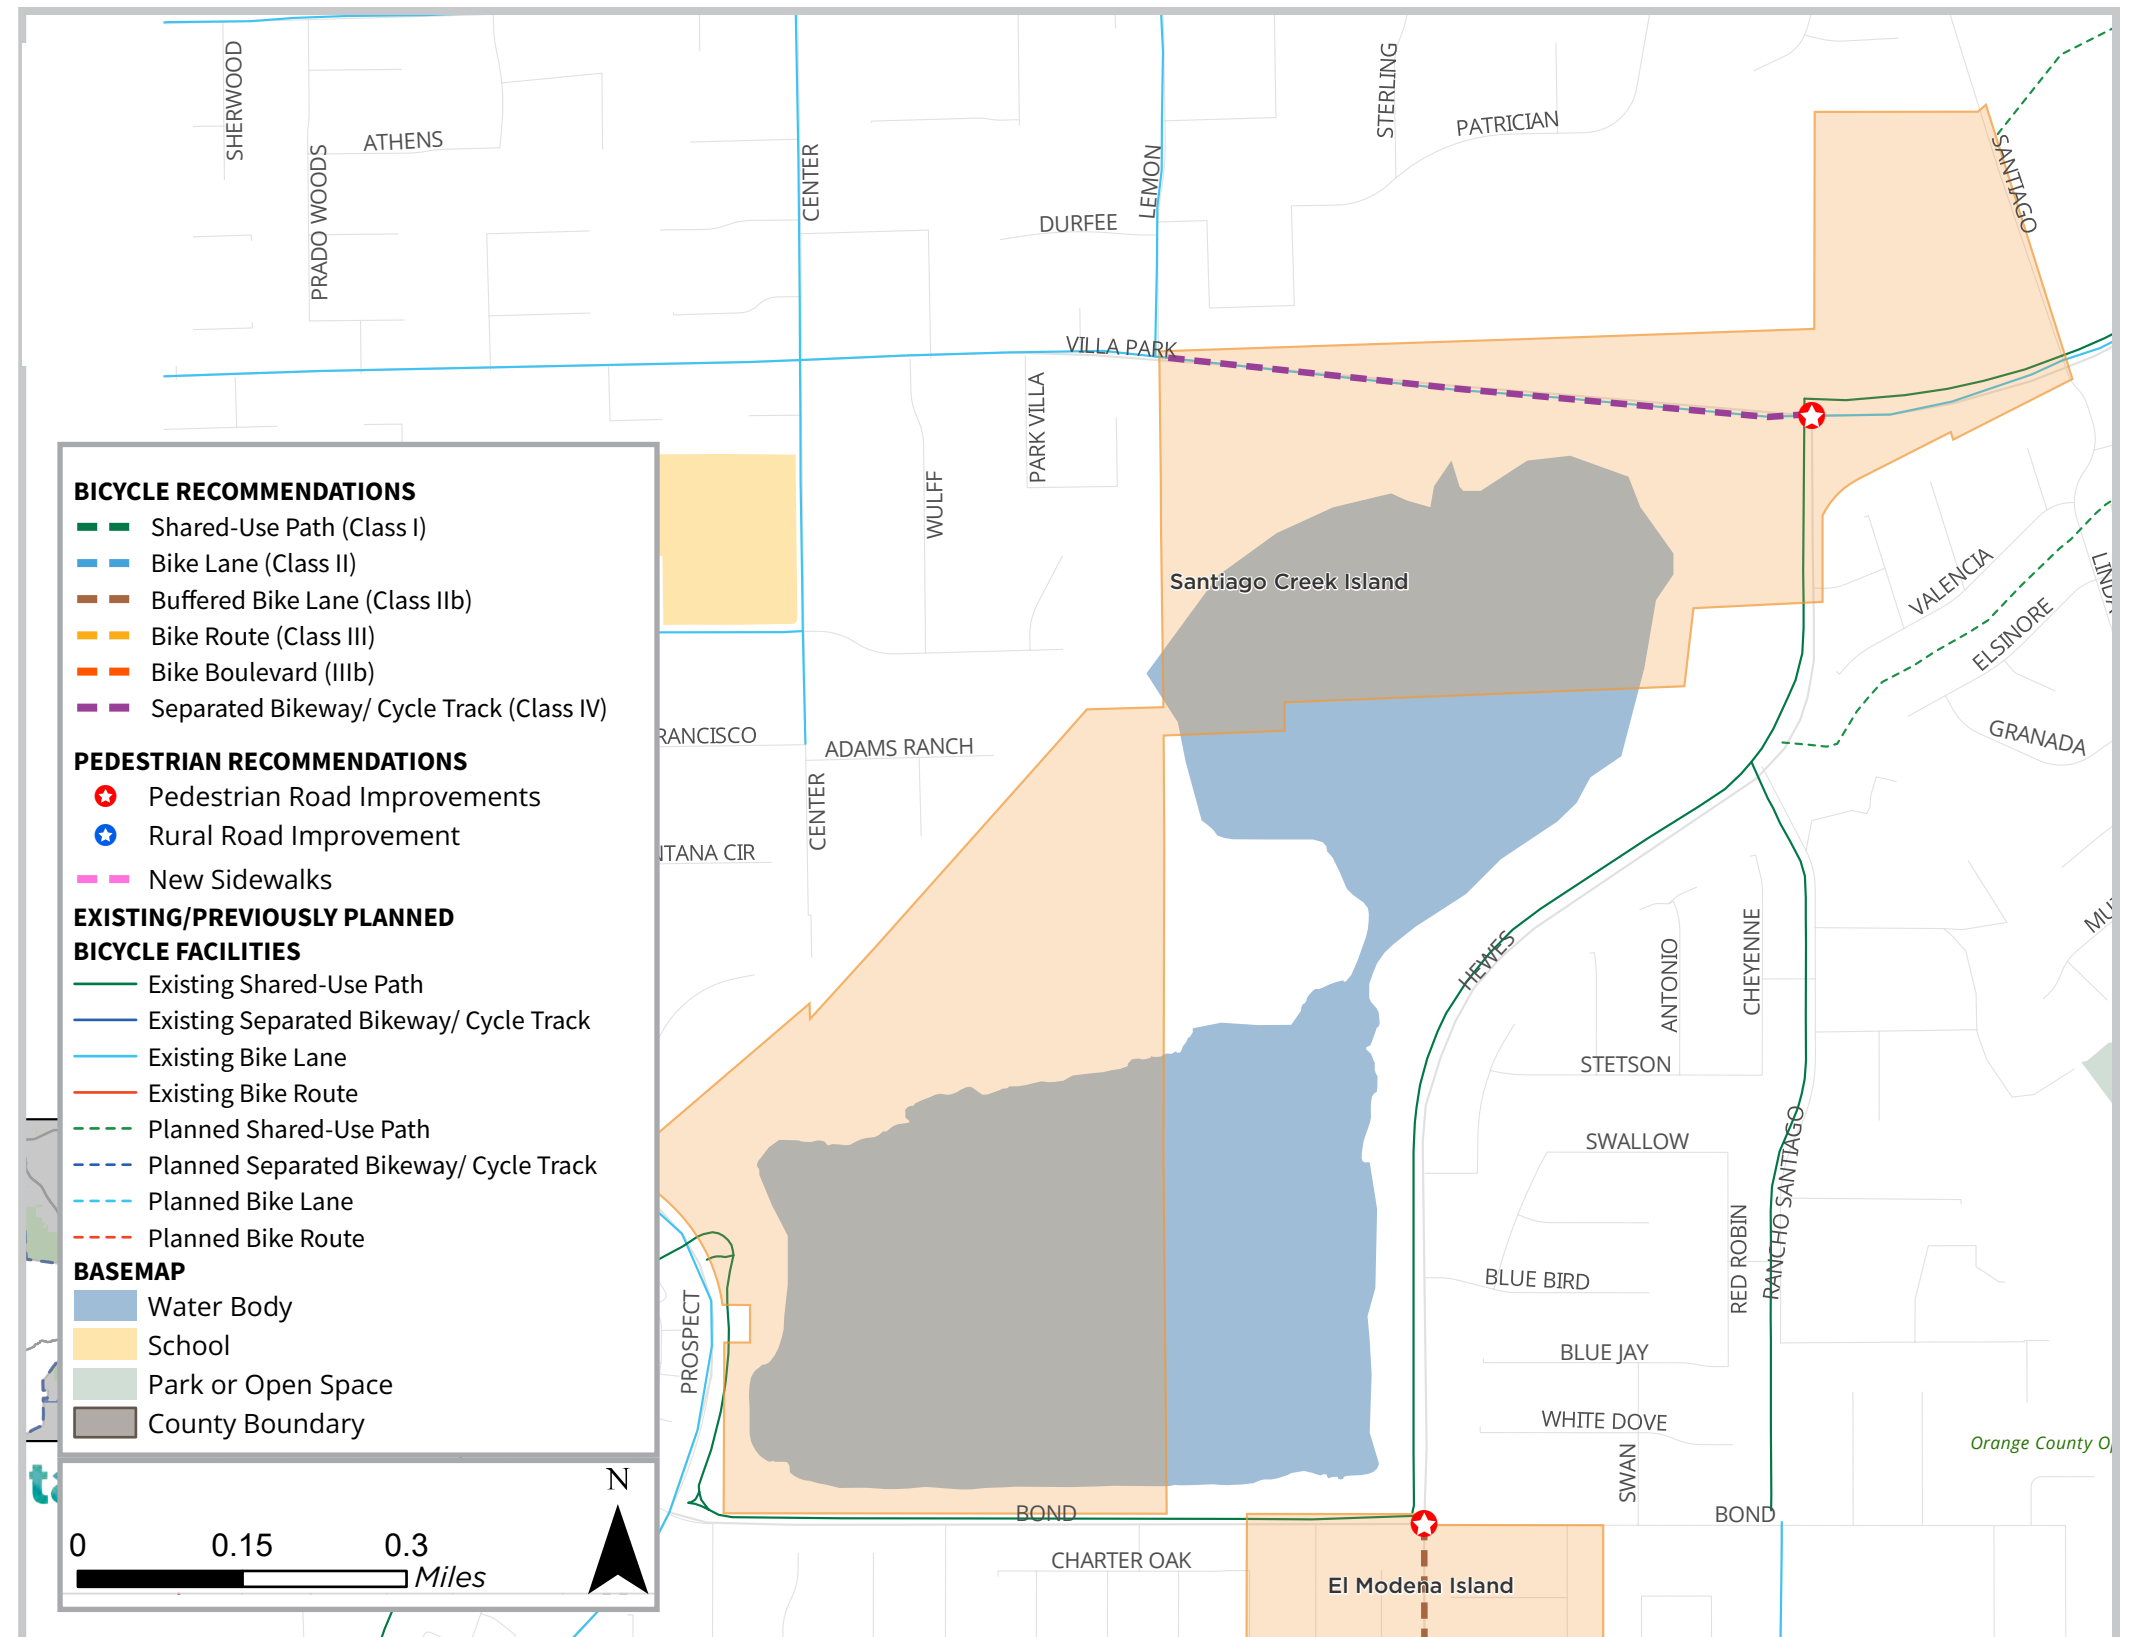 SHERWOOD
PRADO WOODS
ATHENS
CENTER
LEMON
DURFEE
STERLING
PATRICIAN
SANTIAGO
VILLA PARK
PARK VILLA
WULFF
Santiago Creek Island
VALENCIA
ELSINORE
GRANADA
RANCISCO
ADAMS RANCH
CENTER
NTANA CIR
HEWES
ANTONIO
CHEYENNE
STETSON
SWALLOW
RED ROBIN
RANCHO SANTIAGO
BLUE BIRD
BLUE JAY
WHITE DOVE
SWAN
PROSPECT
BOND
BOND
CHARTER OAK
El Modena Island
Orange County O
BICYCLE RECOMMENDATIONS
Shared-Use Path (Class I)
Bike Lane (Class II)
Buffered Bike Lane (Class IIb)
Bike Route (Class III)
Bike Boulevard (IIIb)
Separated Bikeway/ Cycle Track (Class IV)
PEDESTRIAN RECOMMENDATIONS
Pedestrian Road Improvements
Rural Road Improvement
New Sidewalks
EXISTING/PREVIOUSLY PLANNED
BICYCLE FACILITIES
Existing Shared-Use Path
Existing Separated Bikeway/ Cycle Track
Existing Bike Lane
Existing Bike Route
Planned Shared-Use Path
Planned Separated Bikeway/ Cycle Track
Planned Bike Lane
Planned Bike Route
BASEMAP
Water Body
School
Park or Open Space
County Boundary
N
0 0.15 0.3
Miles